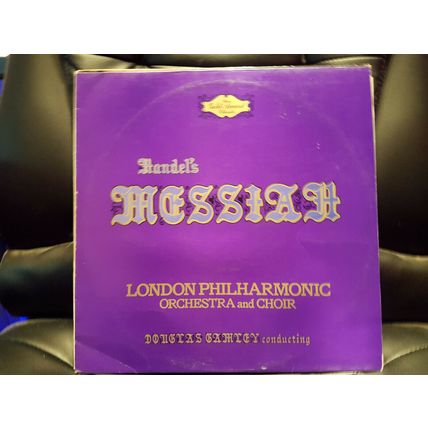 Handel's
MESSIAH
LONDON PHILHARMONIC
ORCHESTRA and CHOIR
DOUGLAS GAMLEY conducting